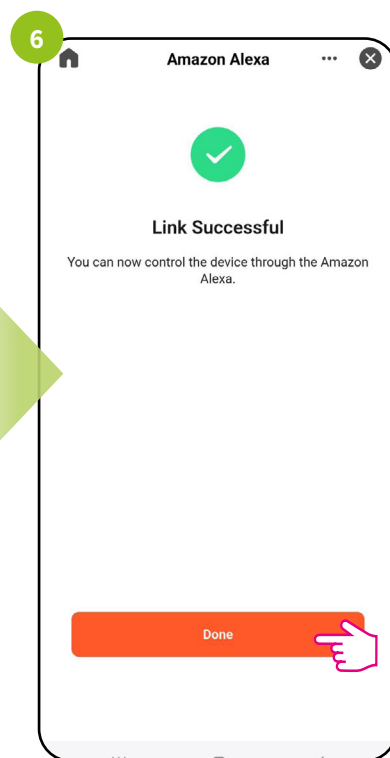 6
Amazon Alexa
Link Successful
You can now control the device through the Amazon
Alexa.
Done